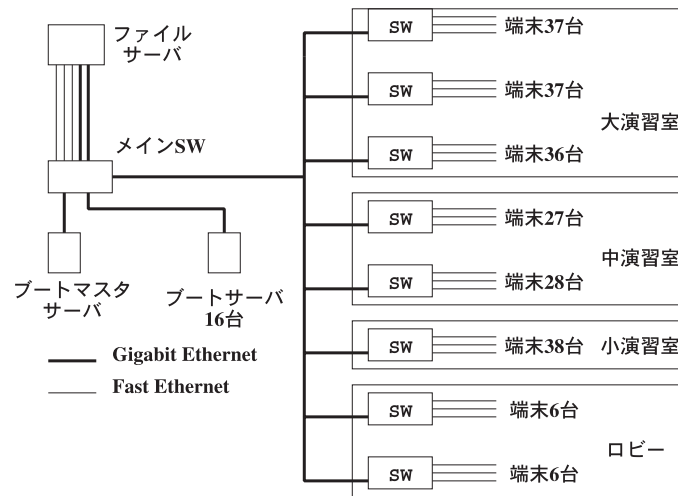 ファイル
サーバ
メインSW
ブートマスタ
サーバ
ブートサーバ
16台
Gigabit Ethernet
Fast Ethernet
SW
端末37台
SW
端末37台
大演習室
SW
端末36台
SW
端末27台
中演習室
SW
端末28台
SW
端末38台
小演習室
SW
端末6台
ロビー
SW
端末6台